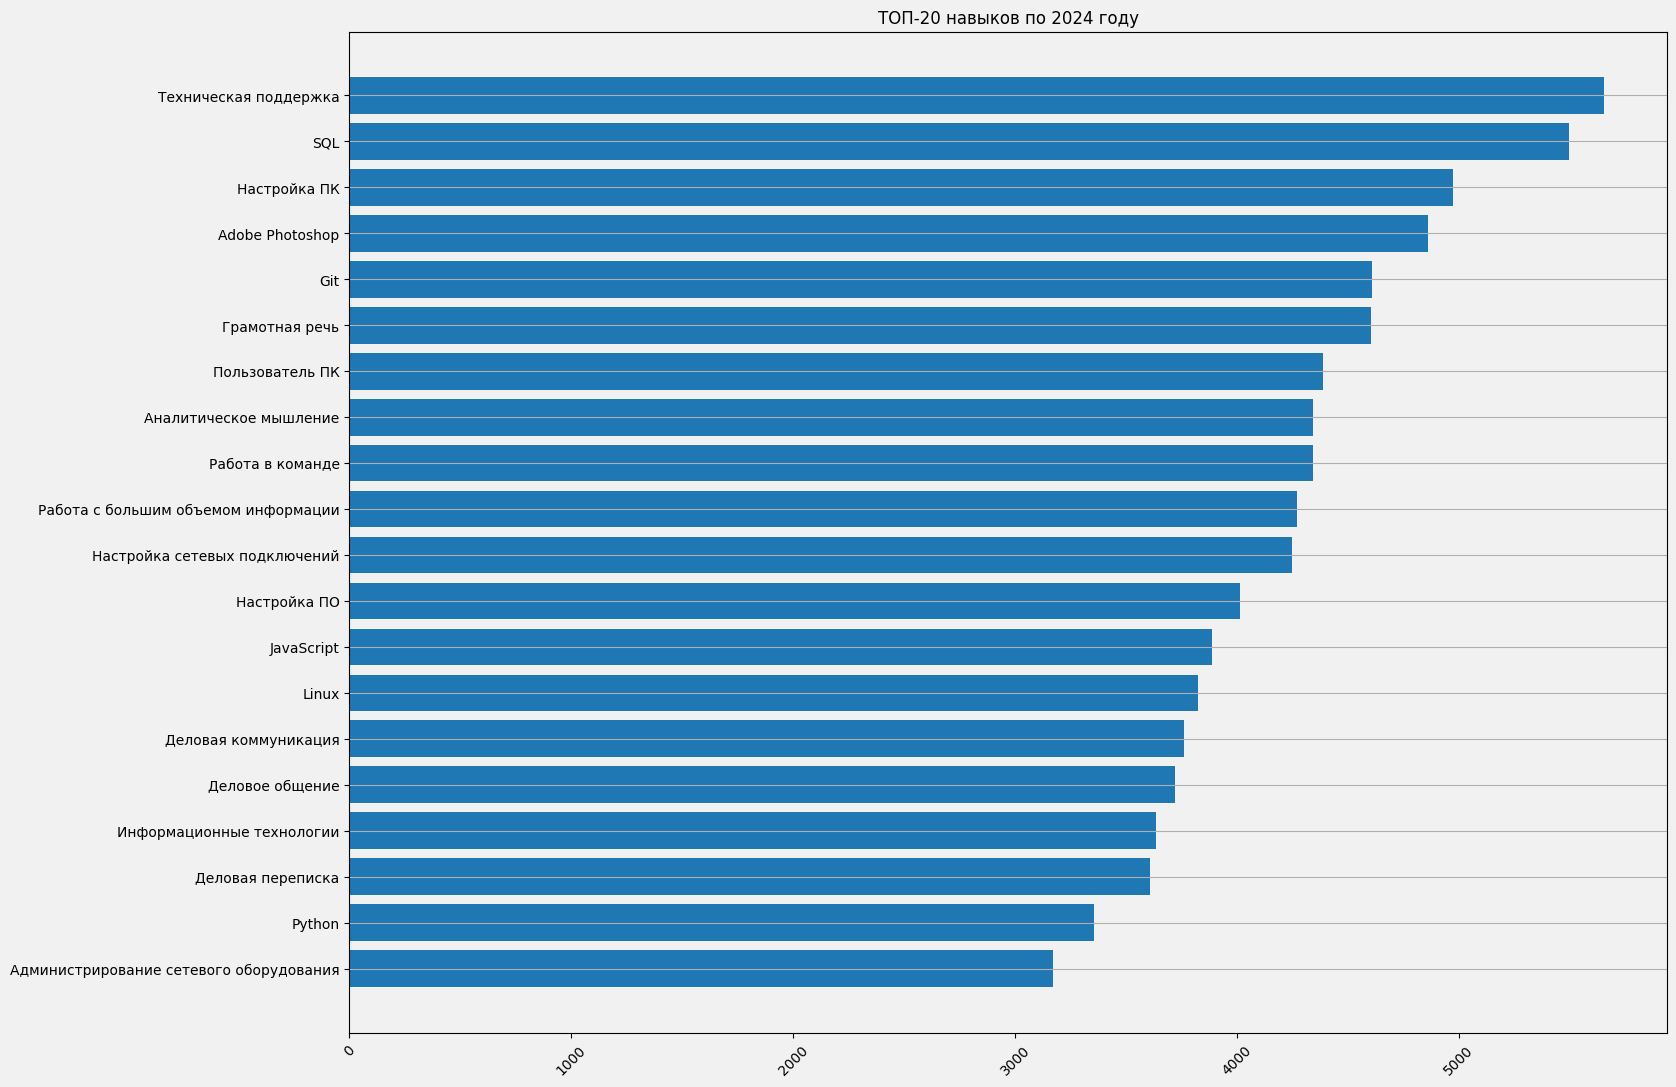 ТОП-20 навыков по 2024 году
Техническая поддержка
SQL
Настройка ПК
Adobe Photoshop
Git
Грамотная речь
Пользователь ПК
Аналитическое мышление
Работа в команде
Работа с большим объемом информации
Настройка сетевых подключений
Настройка ПО
JavaScript
Linux
Деловая коммуникация
Деловое общение
Информационные технологии
Деловая переписка
Python
Администрирование сетевого оборудования
0
1000
2000
3000
4000
5000